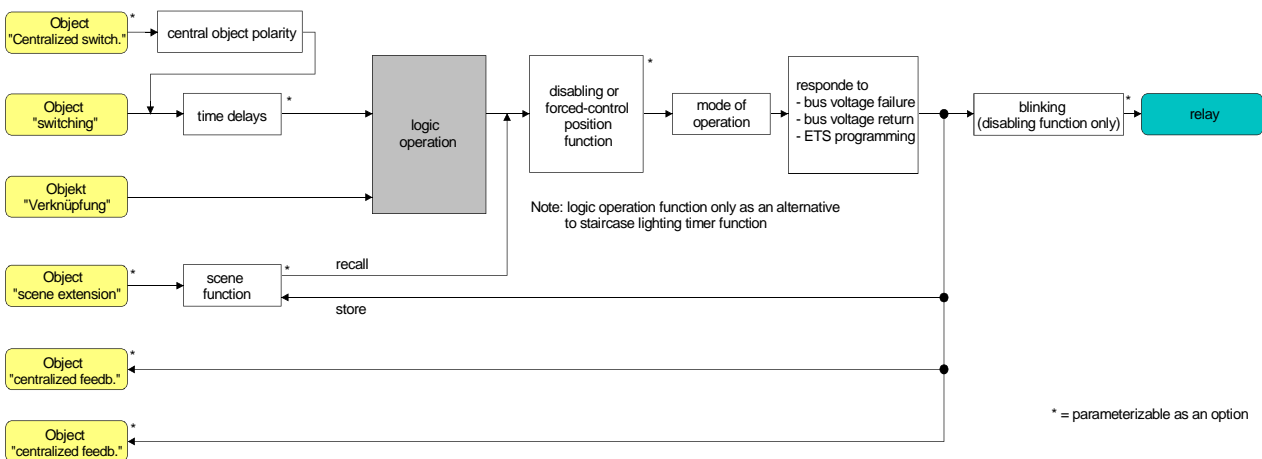 Object
"Centralized switch."
*
central object polarity
Object
"switching"
time delays
*
logic
operation
disabling or
forced-control
position
function
*
mode of
operation
responde to
- bus voltage failure
- bus voltage return
- ETS programming
blinking
(disabling function only)
*
relay
Objekt
"Verknüpfung"
Note: logic operation function only as an alternative
to staircase lighting timer function
Object
"scene extension"
*
scene
function
*
recall
store
Object
"centralized feedb."
*
* = parameterizable as an option
Object
"centralized feedb."
*